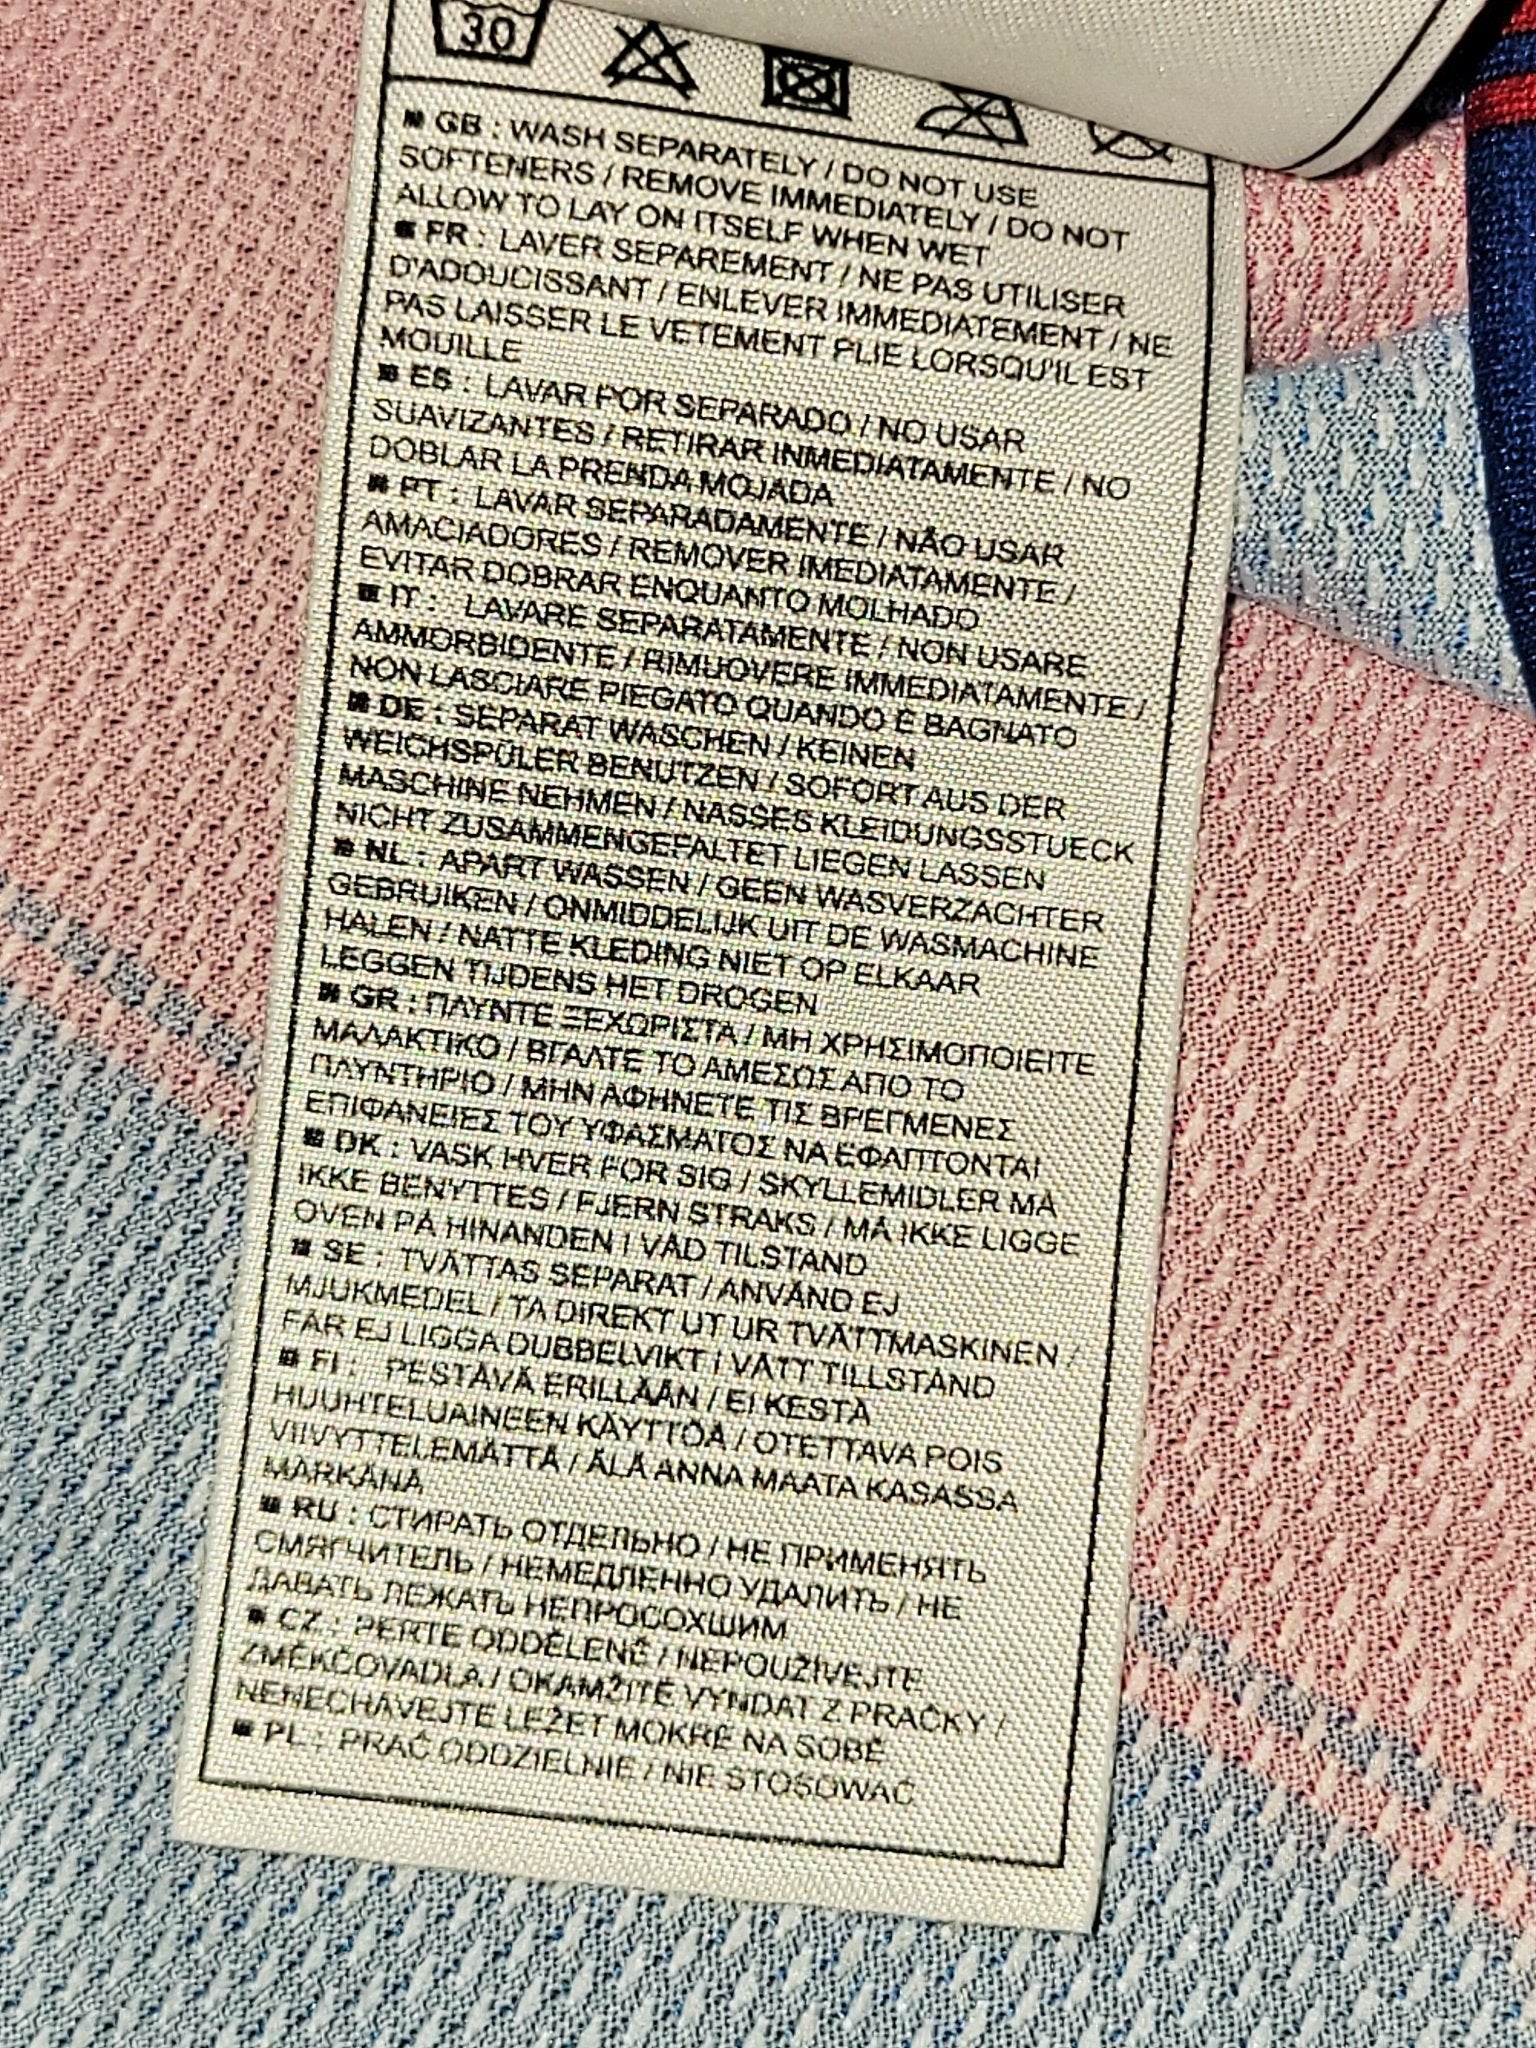 30
GB : WASH SEPARATELY / DO NOT USE
SOFTENERS / REMOVE IMMEDIATELY / DO NOT
ALLOW TO LAY ON ITSELF WHEN WET
FR : LAVER SEPAREMENT / NE PAS UTILISER
D'ADOUCISSANT / ENLEVER IMMEDIATEMENT / NE
PAS LAISSER LE VETEMENT PLIE LORSQU'IL EST
MOUILLE
ES : LAVAR POR SEPARADO / NO USAR
SUAVIZANTES / RETIRAR INMEDIATAMENTE / NO
DOBLAR LA PRENDA MOJADA
PT : LAVAR SEPARADAMENTE / NÃO USAR
AMACIADORES / REMOVER IMEDIATAMENTE /
EVITAR DOBRAR ENQUANTO MOLHADO
IT : LAVARE SEPARATAMENTE / NON USARE
AMMORBIDENTE / RIMUOVERE IMMEDIATAMENTE /
NON LASCIARE PIEGATO QUANDO È BAGNATO
DE : SEPARAT WASCHEN / KEINEN
WEICHSPÜLER BENUTZEN / SOFORT AUS DER
MASCHINE NEHMEN / NASSES KLEIDUNGSSTUECK
NICHT ZUSAMMENGEFALTET LIEGEN LASSEN
NL : APART WASSEN / GEEN WASVERZACHTER
GEBRUIKEN / ONMIDDELIJK UIT DE WASMACHINE
HALEN / NATTE KLEDING NIET OP ELKAAR
LEGGEN TIJDENS HET DROGEN
GR : ΠΛΥΝΤΕ ΞΕΧΩΡΙΣΤΑ / ΜΗ ΧΡΗΣΙΜΟΠΟΙΕΙΤΕ
ΜΑΛΑΚΤΙΚΟ / ΒΓΑΛΤΕ ΤΟ ΑΜΕΣΩΣ ΑΠΟ ΤΟ
ΠΛΥΝΤΗΡΙΟ / ΜΗΝ ΑΦΗΝΕΤΕ ΤΙΣ ΒΡΕΓΜΕΝΕΣ
ΕΠΙΦΑΝΕΙΕΣ ΤΟΥ ΥΦΑΣΜΑΤΟΣ ΝΑ ΕΦΑΠΤΟΝΤΑΙ
DK : VASK HVER FOR SIG / SKYLLEMIDLER MÅ
IKKE BENYTTES / FJERN STRAKS / MÅ IKKE LIGGE
OVEN PÅ HINANDEN I VÅD TILSTAND
SE : TVÄTTAS SEPARAT / ANVÄND EJ
MJUKMEDEL / TA DIREKT UT UR TVÄTTMASKINEN /
FÅR EJ LIGGA DUBBELVIKT I VÅTT TILLSTÅND
FI : PESTÄVÄ ERILLÄÄN / EI KESTÄ
HUUHTELUAINEEN KÄYTTÖÄ / OTETTAVA POIS
VIIVYTTELEMÄTTÄ / ÄLÄ ANNA MAATA KASASSA
MÄRKÄNÄ
RU : СТИРАТЬ ОТДЕЛЬНО / НЕ ПРИМЕНЯТЬ
СМЯГЧИТЕЛЬ / НЕМЕДЛЕННО УДАЛИТЬ / НЕ
ДАВАТЬ ЛЕЖАТЬ НЕПРОСОХШИМ
CZ : PERTE ODDĚLENĚ / NEPOUŽÍVEJTE
ZMĚKČOVADLA / OKAMŽITĚ VYNDAT Z PRAČKY /
NENECHÁVEJTE LEŽET MOKRÉ NA SOBĚ
PL : PRAĆ ODDZIELNIE / NIE STOSOWAĆ